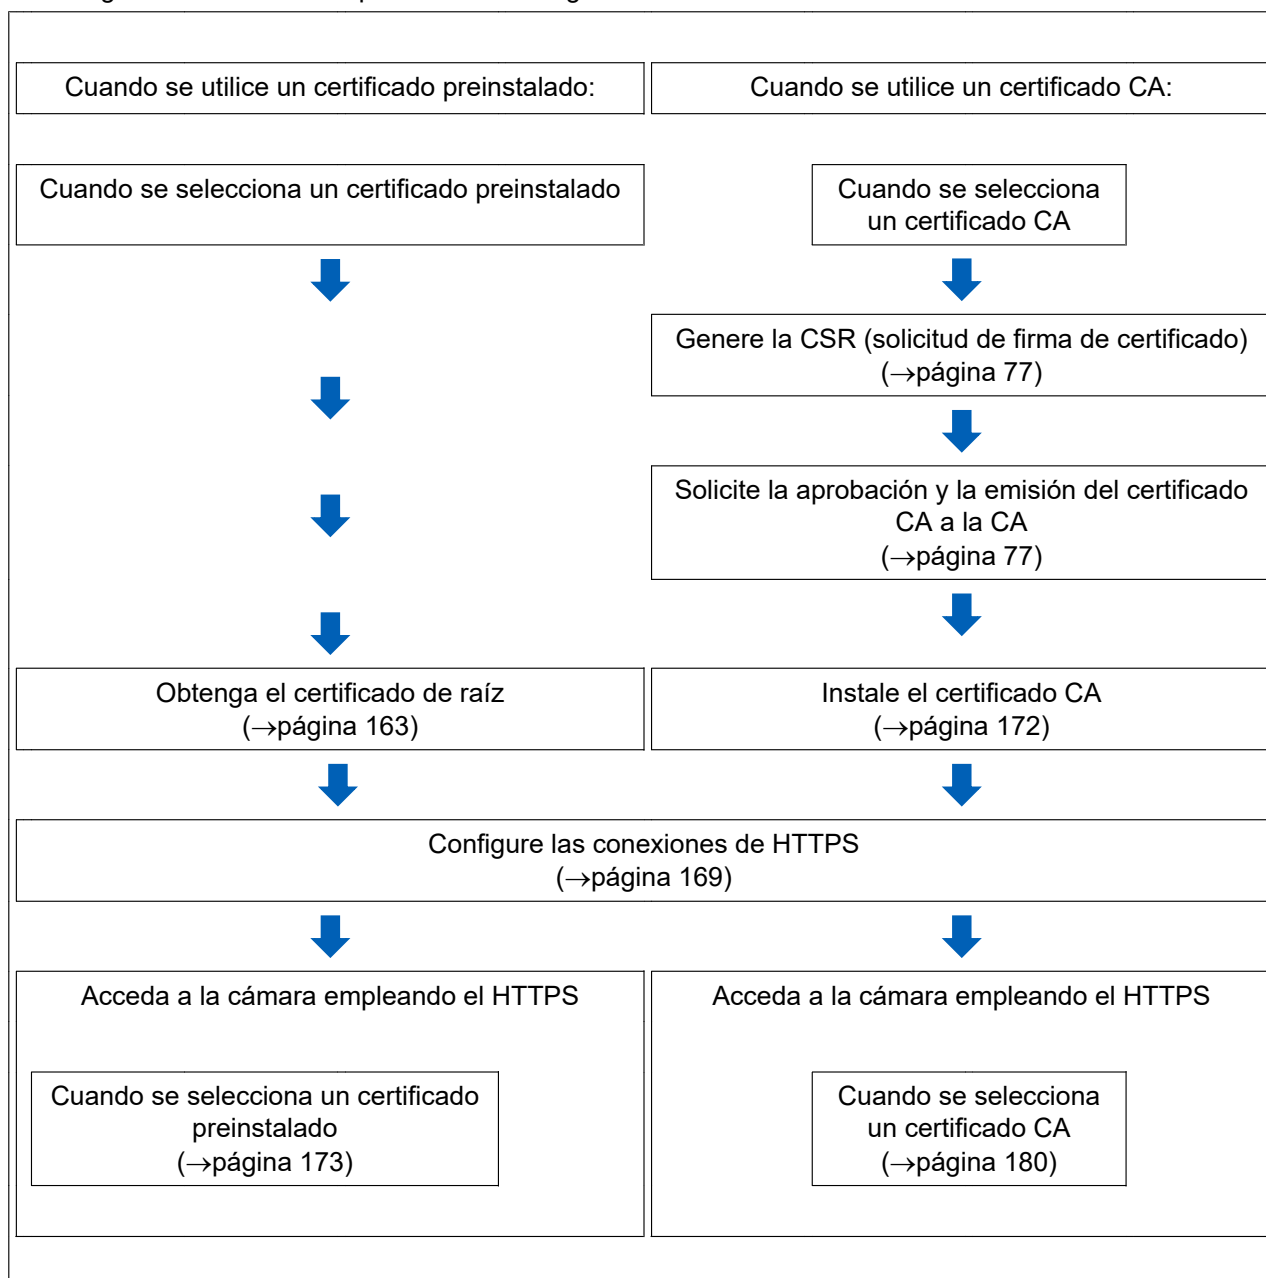 Cuando se utilice un certificado preinstalado:
Cuando se utilice un certificado CA:
Cuando se selecciona un certificado preinstalado
Cuando se selecciona
un certificado CA
Genere la CSR (solicitud de firma de certificado)
(→página 77)
Solicite la aprobación y la emisión del certificado
CA a la CA
(→página 77)
Obtenga el certificado de raíz
(→página 163)
Instale el certificado CA
(→página 172)
Configure las conexiones de HTTPS
(→página 169)
Acceda a la cámara empleando el HTTPS
Cuando se selecciona un certificado
preinstalado
(→página 173)
Acceda a la cámara empleando el HTTPS
Cuando se selecciona
un certificado CA
(→página 180)